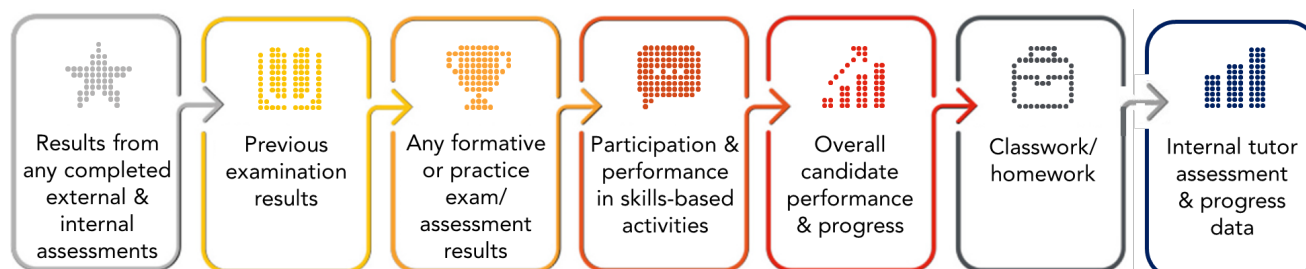 Results from
any completed
external &
internal
assessments
Previous
examination
results
Any formative
or practice
exam/
assessment
results
Participation &
performance
in skills-based
activities
Overall
candidate
performance
& progress
Classwork/
homework
Internal tutor
assessment
& progress
data